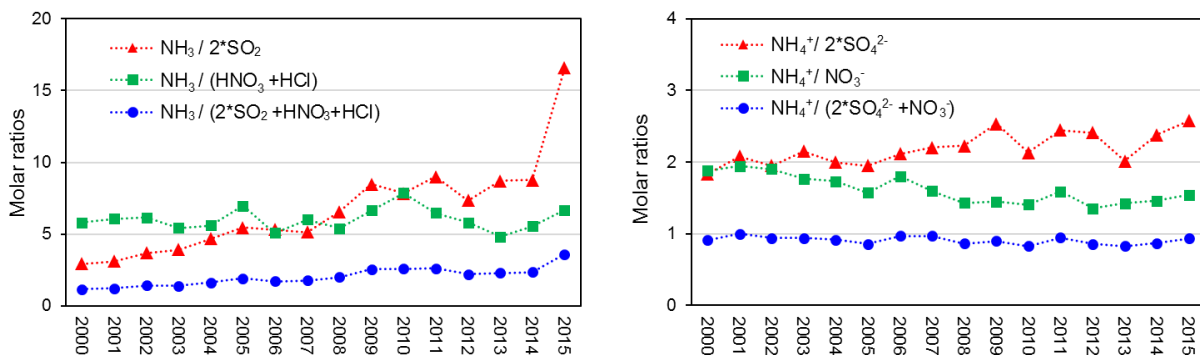 Molar ratios
20
15
10
5
0
NH₃ / 2*SO₂
NH₃ / (HNO₃ +HCl)
NH₃ / (2*SO₂ +HNO₃+HCl)
2000 2001 2002 2003 2004 2005 2006 2007 2008 2009 2010 2011 2012 2013 2014 2015
Molar ratios
4
3
2
1
0
NH₄⁺/ 2*SO₄²⁻
NH₄⁺/ NO₃⁻
NH₄⁺/ (2*SO₄²⁻ +NO₃⁻)
2000 2001 2002 2003 2004 2005 2006 2007 2008 2009 2010 2011 2012 2013 2014 2015